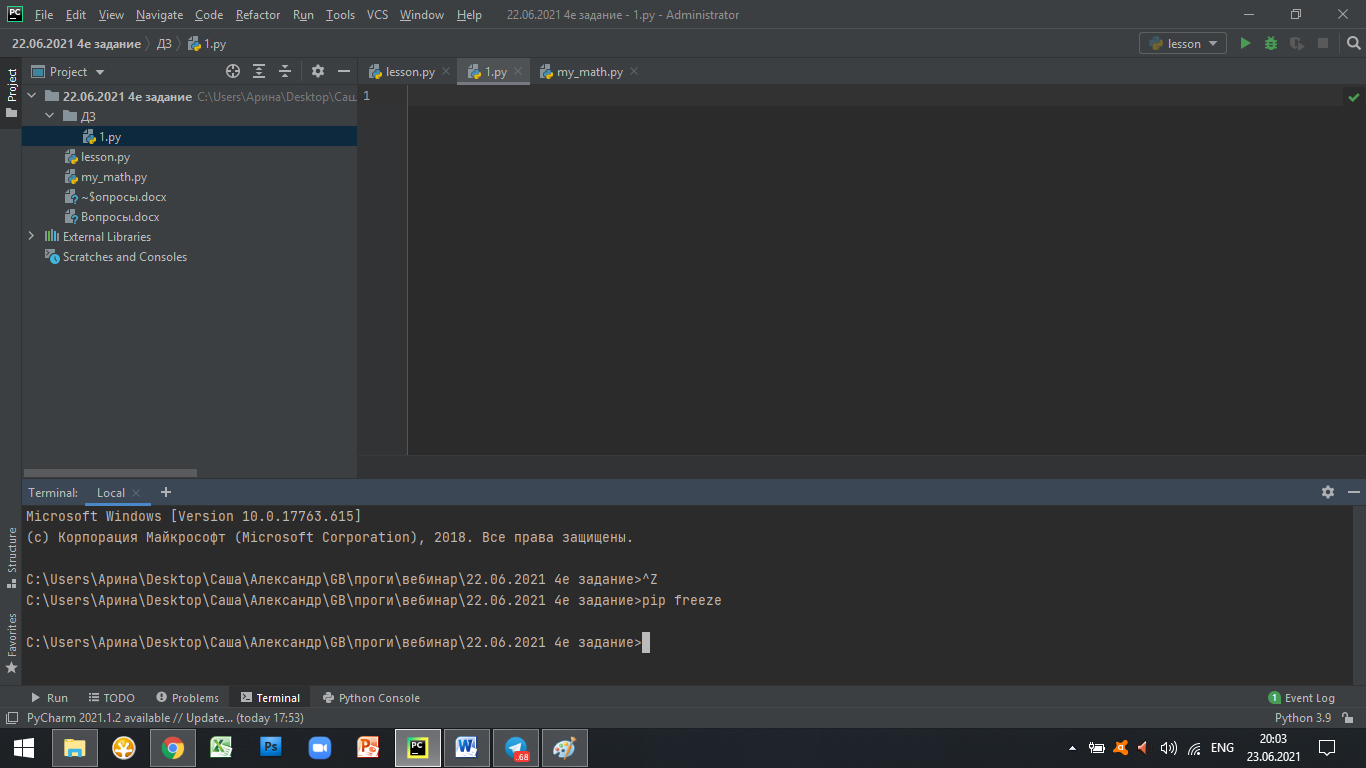 File Edit View Navigate Code Refactor Run Tools VCS Window Help 22.06.2021 4е задание - 1.py - Administrator
22.06.2021 4е задание ДЗ 1.py lesson
Project
Project
lesson.py 1.py my_math.py
22.06.2021 4е задание C:\Users\Арина\Desktop\Саш
1
ДЗ
1.py
lesson.py
my_math.py
~$опросы.docx
Вопросы.docx
External Libraries
Scratches and Consoles
Terminal: Local
Microsoft Windows [Version 10.0.17763.615]
(c) Корпорация Майкрософт (Microsoft Corporation), 2018. Все права защищены.
C:\Users\Арина\Desktop\Саша\Александр\GB\проги\вебинар\22.06.2021 4е задание>^Z
C:\Users\Арина\Desktop\Саша\Александр\GB\проги\вебинар\22.06.2021 4е задание>pip freeze
C:\Users\Арина\Desktop\Саша\Александр\GB\проги\вебинар\22.06.2021 4е задание>
Structure
Favorites
Run TODO Problems Terminal Python Console 1 Event Log
PyCharm 2021.1.2 available // Update... (today 17:53) Python 3.9
PC
Ps
PC
W
.68
ENG
20:03
23.06.2021